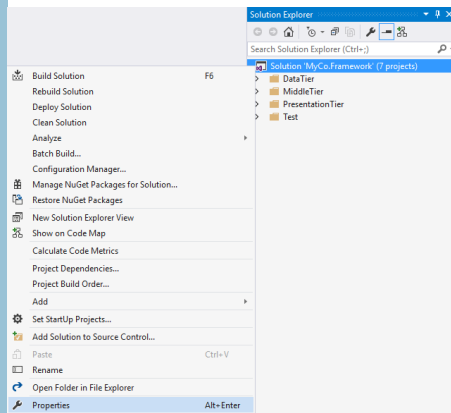 Solution Explorer
Search Solution Explorer (Ctrl+;)
Solution 'MyCo.Framework' (7 projects)
DataTier
MiddleTier
PresentationTier
Test
Build Solution F6
Rebuild Solution
Deploy Solution
Clean Solution
Analyze
Batch Build...
Configuration Manager...
Manage NuGet Packages for Solution...
Restore NuGet Packages
New Solution Explorer View
Show on Code Map
Calculate Code Metrics
Project Dependencies...
Project Build Order...
Add
Set StartUp Projects...
Add Solution to Source Control...
Paste Ctrl+V
Rename
Open Folder in File Explorer
Properties Alt+Enter